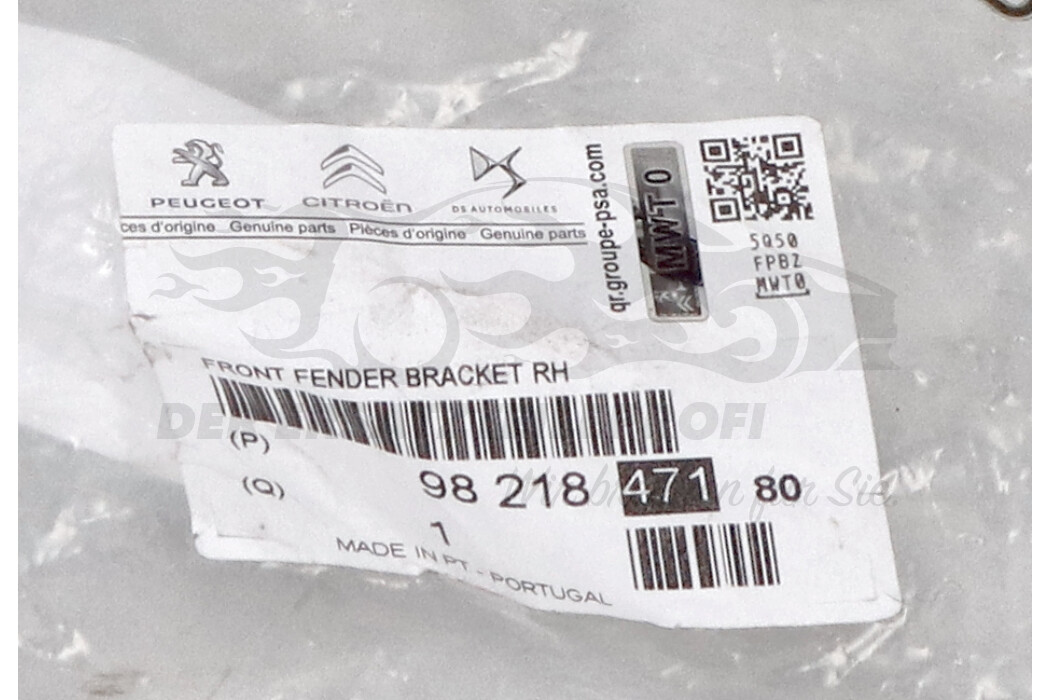 PEUGEOT CITROËN DS AUTOMOBILES
ces d'origine Genuine parts Pièces d'origine Genuine parts
qr.groupe-psa.com
MWT 0
5Q50
FPBZ
MWT0
FRONT FENDER BRACKET RH
(P)
98 218 471 80
(Q)
1
MADE IN PT - PORTUGAL